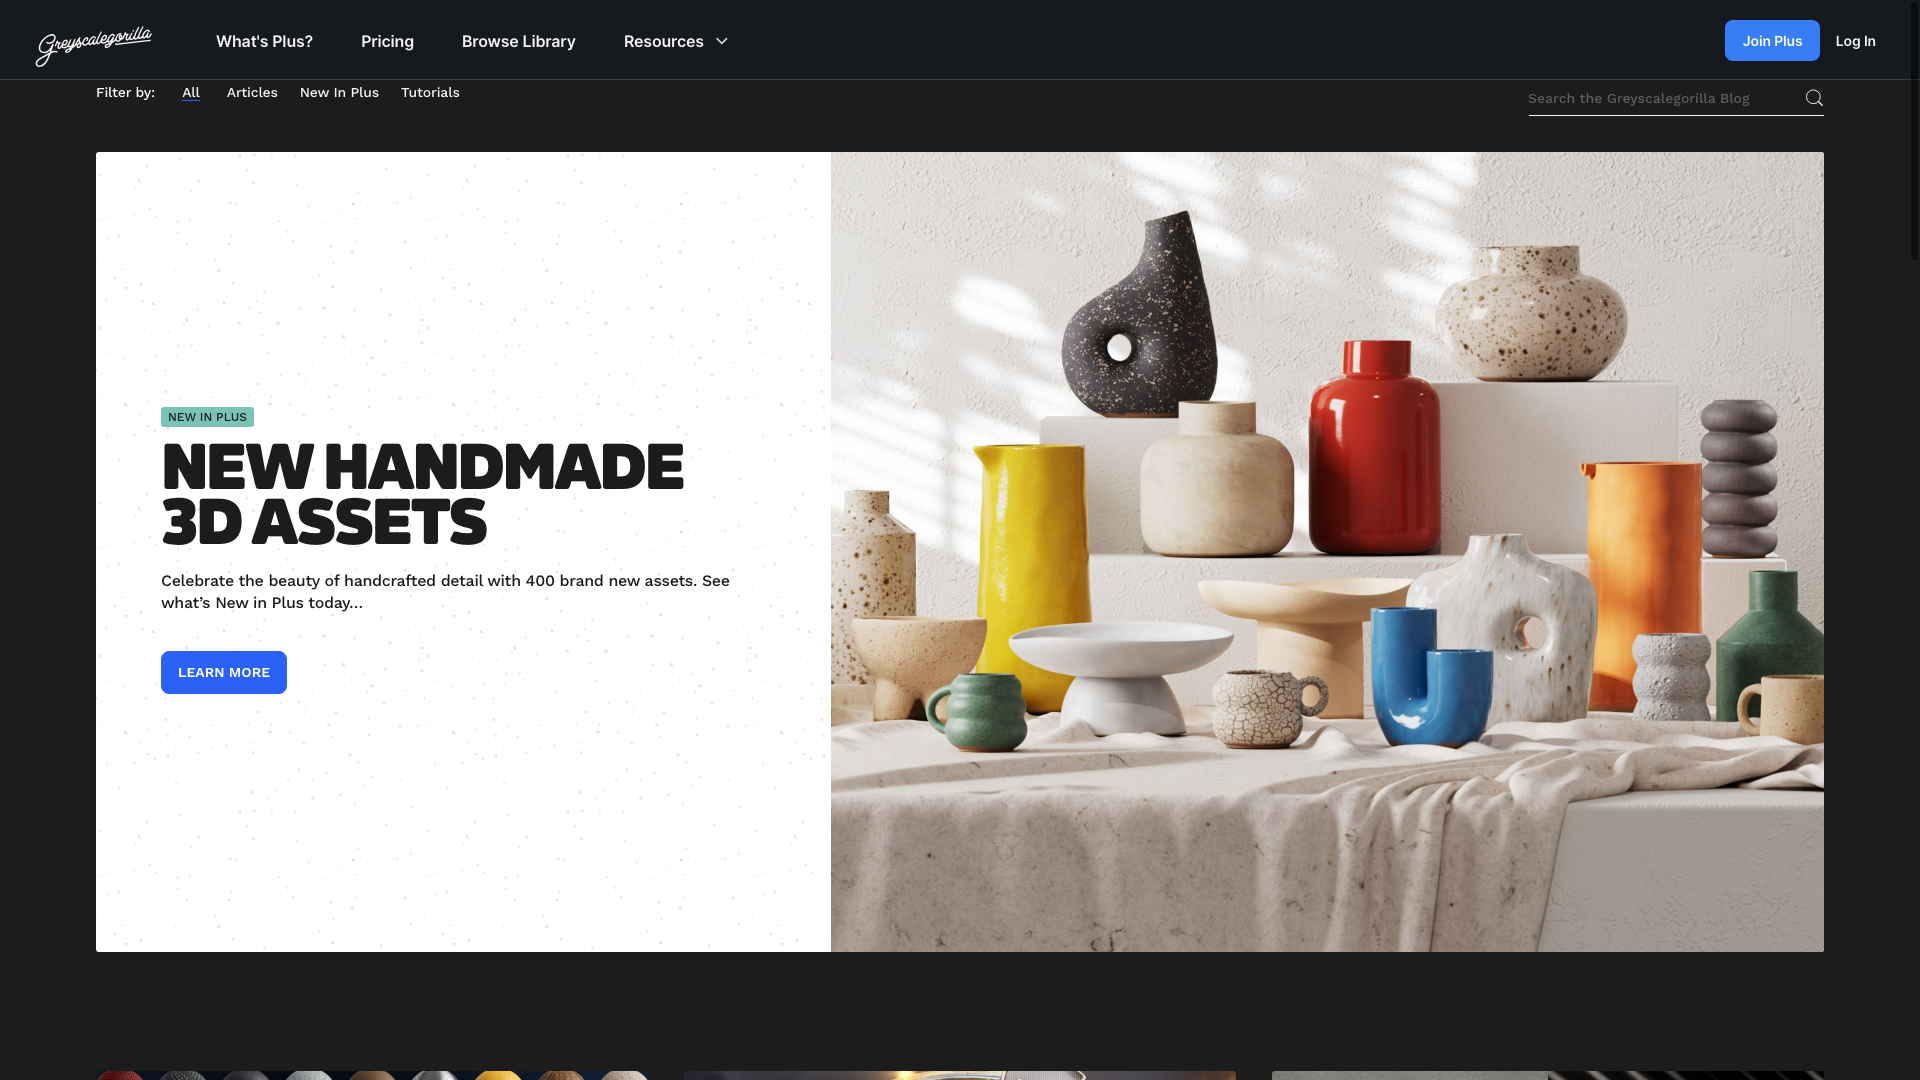 Greyscalegorilla
What's Plus?
Pricing
Browse Library
Resources
Join Plus
Log In
Filter by:
All
Articles
New In Plus
Tutorials
Search the Greyscalegorilla Blog
NEW IN PLUS
NEW HANDMADE
3D ASSETS
Celebrate the beauty of handcrafted detail with 400 brand new assets. See
what’s New in Plus today…
LEARN MORE